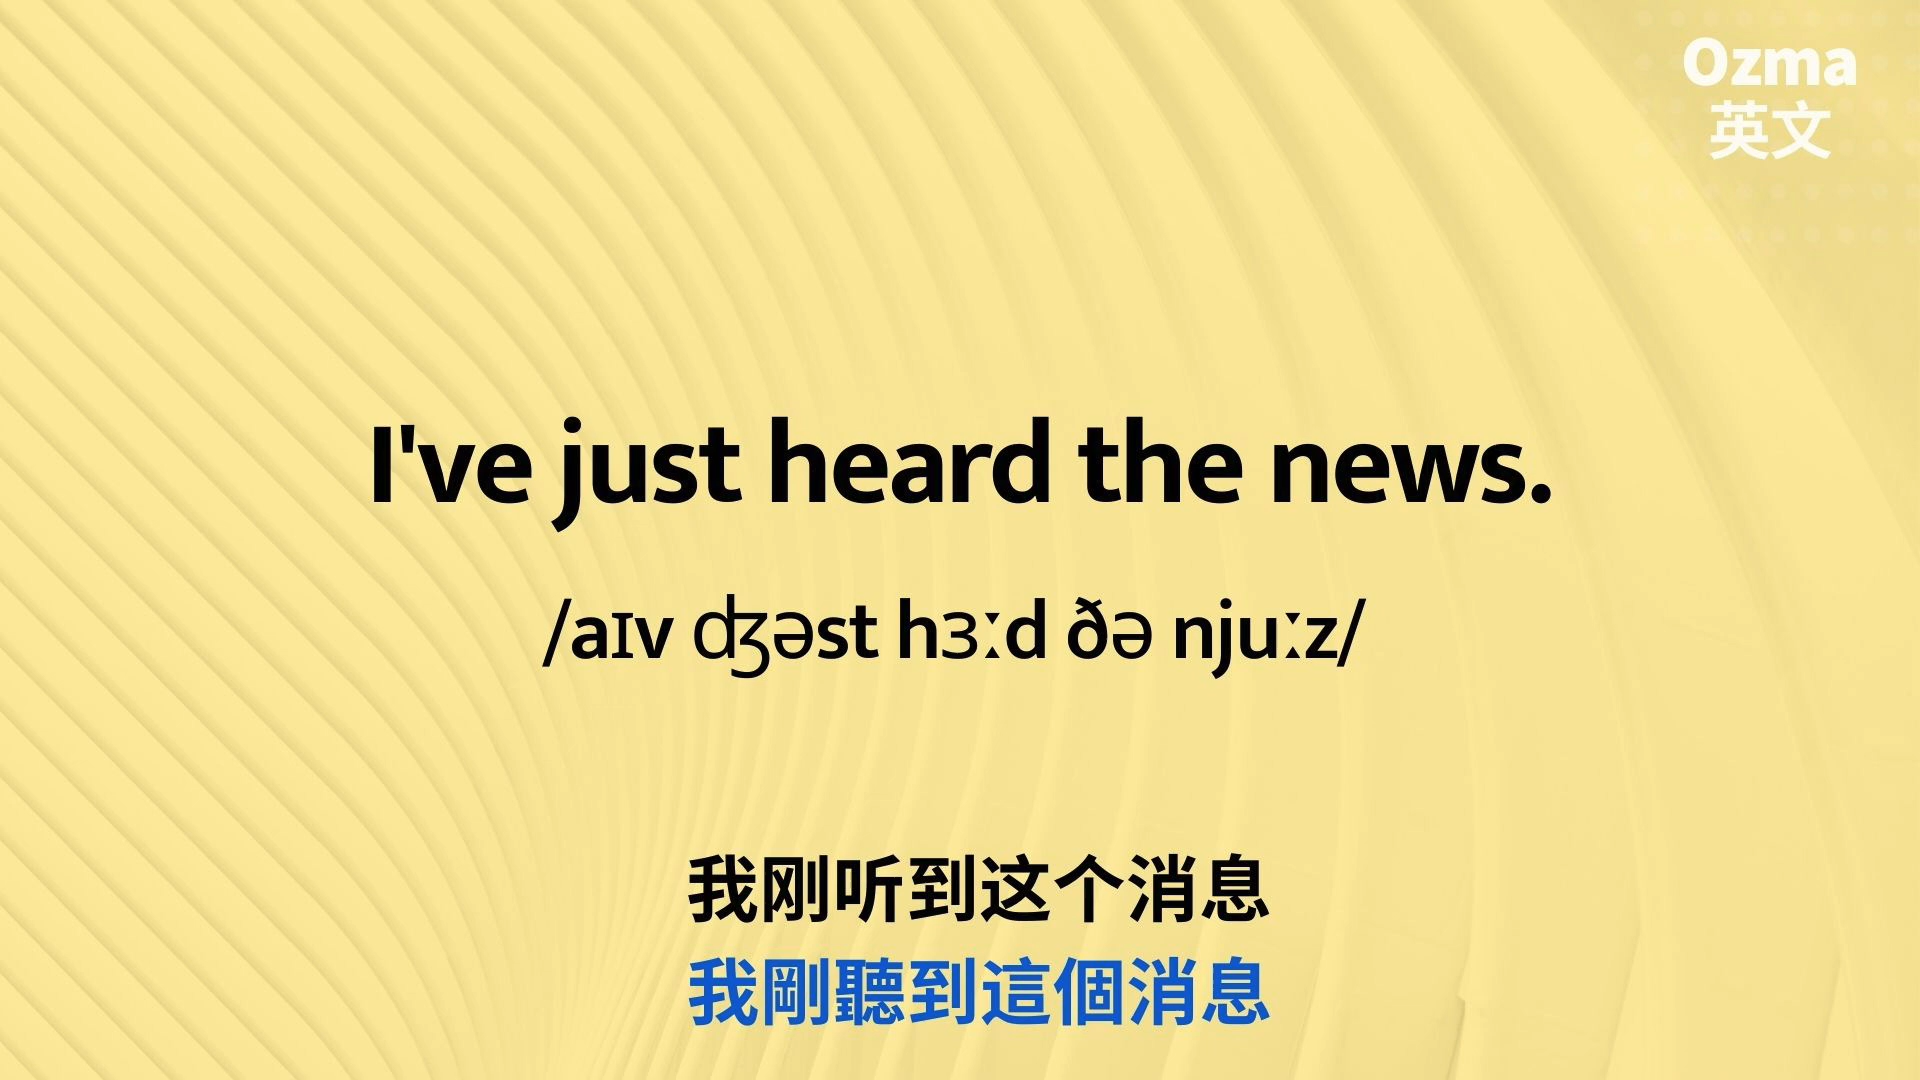 Ozma
英文
I've just heard the news.
/aɪv ʤəst hɜːd ðə njuːz/
我刚听到这个消息
我剛聽到這個消息